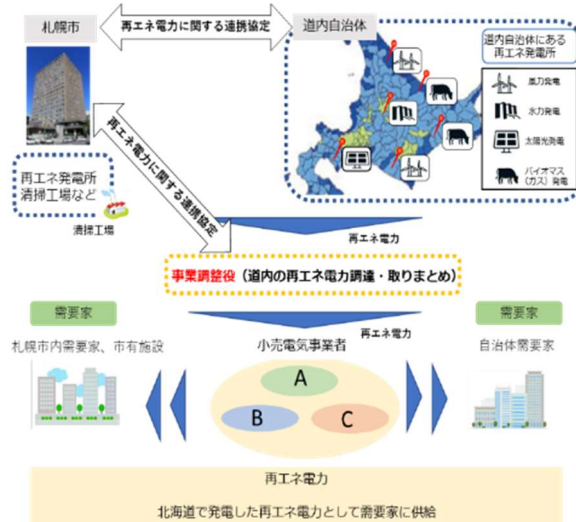 札幌市
再エネ電力に関する連携協定
道内自治体
道内自治体にある
再エネ発電所
風力発電
水力発電
太陽光発電
バイオマス
(ガス)発電
再エネ発電所
清掃工場など
清掃工場
再エネ電力に関する連携協定
再エネ電力
事業調整役(道内の再エネ電力調達・取りまとめ)
再エネ電力
需要家
札幌市内需要家、市有施設
小売電気事業者
A
B
C
需要家
自治体需要家
再エネ電力
北海道で発電した再エネ電力として需要家に供給